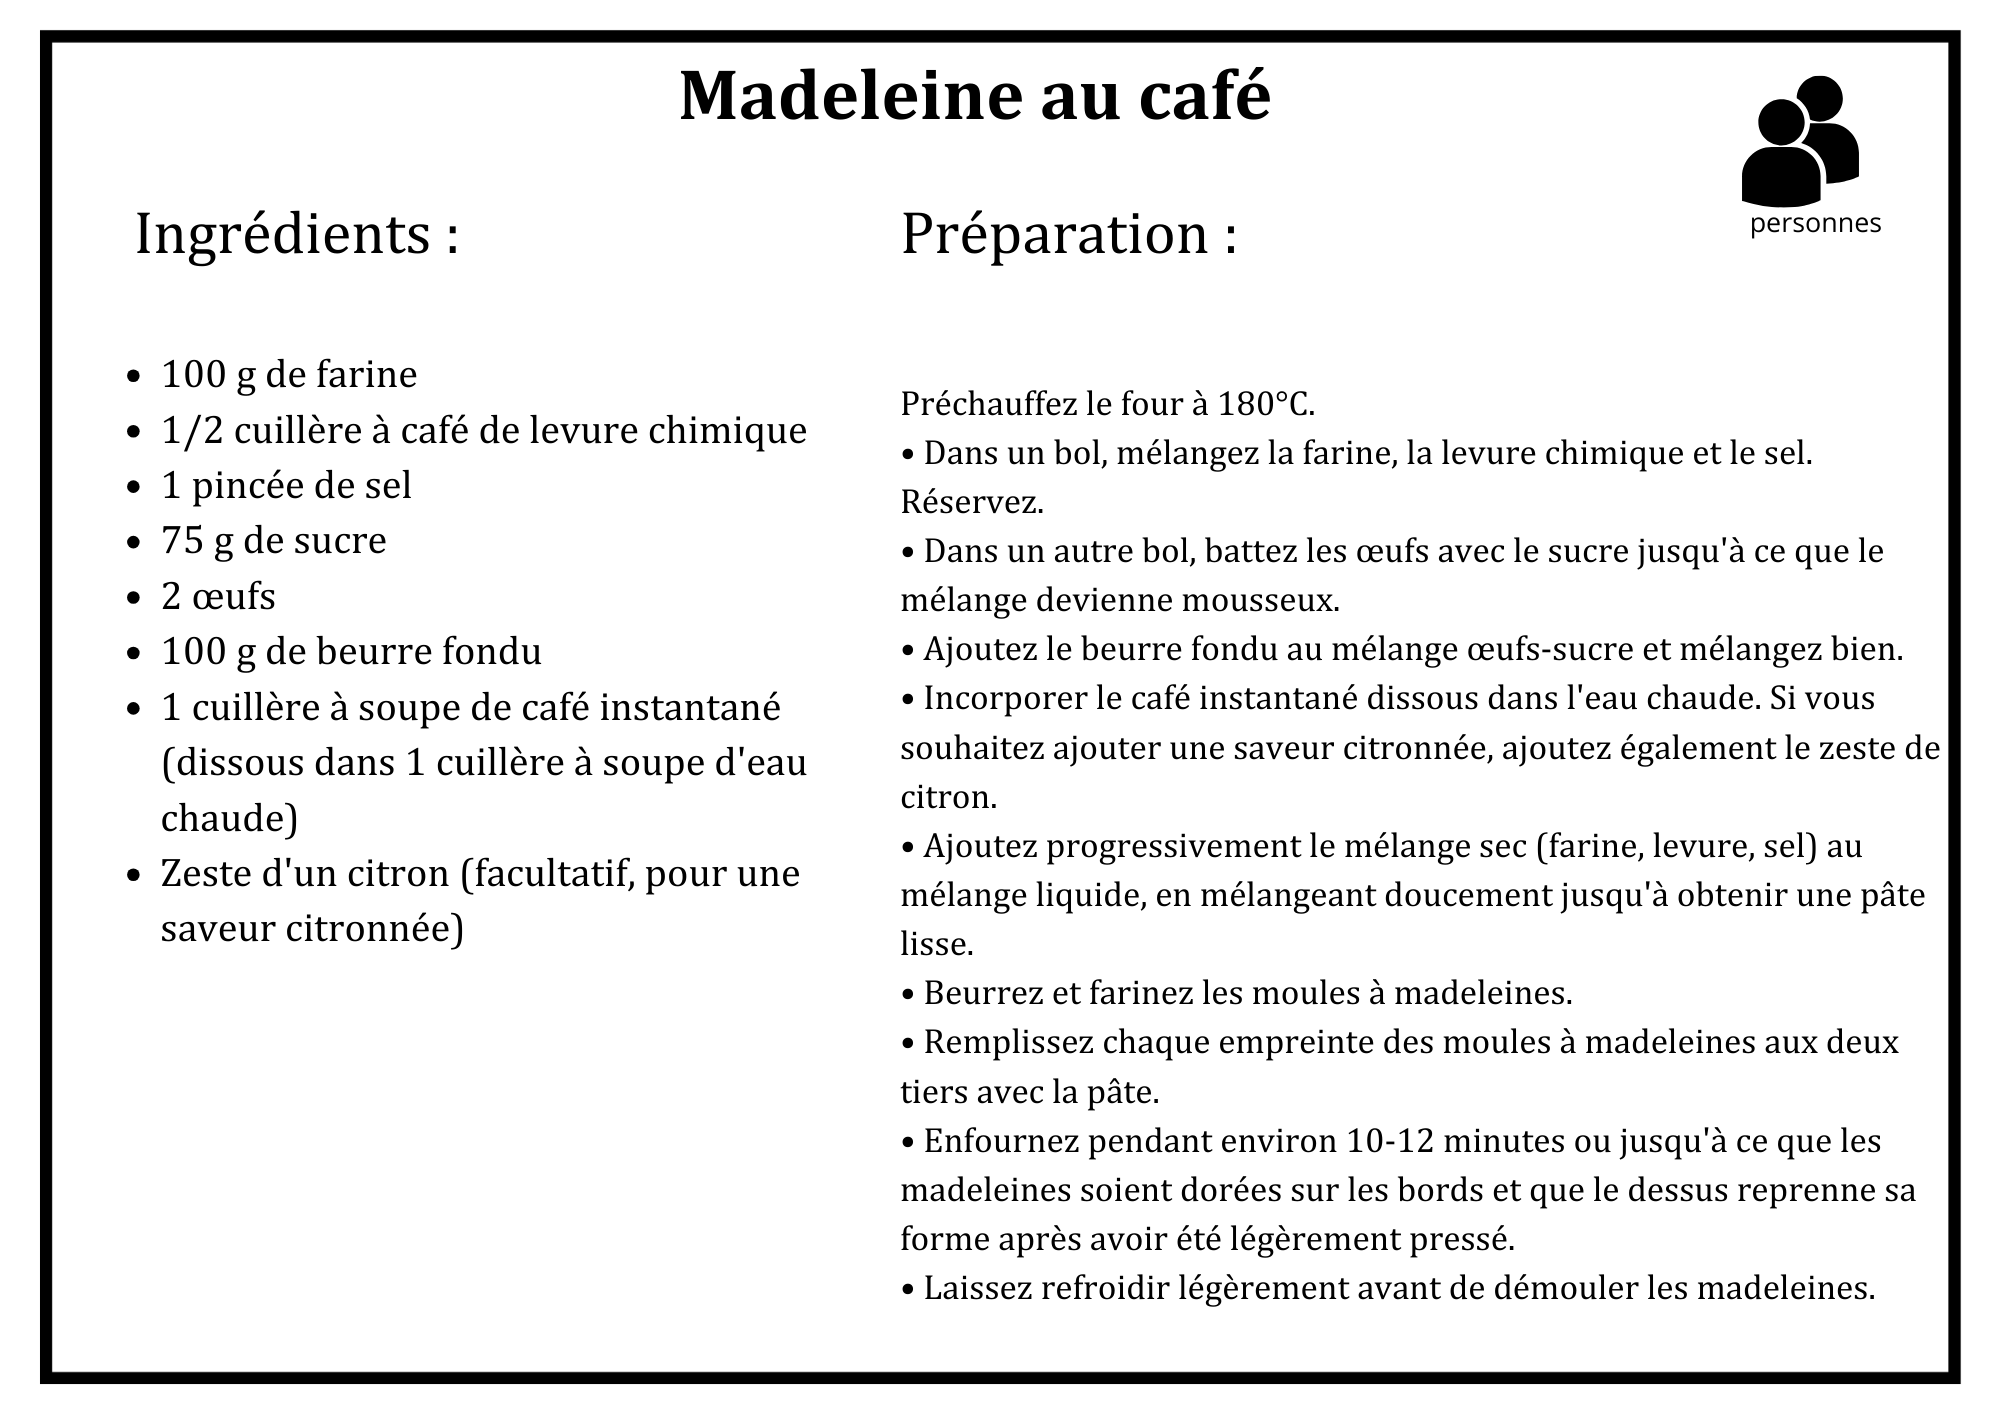 Madeleine au café
personnes
Ingrédients :
• 100 g de farine
• 1/2 cuillère à café de levure chimique
• 1 pincée de sel
• 75 g de sucre
• 2 œufs
• 100 g de beurre fondu
• 1 cuillère à soupe de café instantané
(dissous dans 1 cuillère à soupe d'eau
chaude)
• Zeste d'un citron (facultatif, pour une
saveur citronnée)
Préparation :
Préchauffez le four à 180°C.
• Dans un bol, mélangez la farine, la levure chimique et le sel.
Réservez.
• Dans un autre bol, battez les œufs avec le sucre jusqu'à ce que le
mélange devienne mousseux.
• Ajoutez le beurre fondu au mélange œufs-sucre et mélangez bien.
• Incorporer le café instantané dissous dans l'eau chaude. Si vous
souhaitez ajouter une saveur citronnée, ajoutez également le zeste de
citron.
• Ajoutez progressivement le mélange sec (farine, levure, sel) au
mélange liquide, en mélangeant doucement jusqu'à obtenir une pâte
lisse.
• Beurrez et farinez les moules à madeleines.
• Remplissez chaque empreinte des moules à madeleines aux deux
tiers avec la pâte.
• Enfournez pendant environ 10-12 minutes ou jusqu'à ce que les
madeleines soient dorées sur les bords et que le dessus reprenne sa
forme après avoir été légèrement pressé.
• Laissez refroidir légèrement avant de démouler les madeleines.